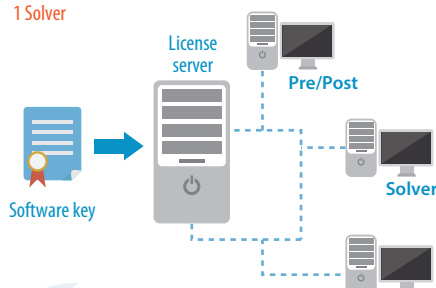 1 Solver
License
server
Pre/Post
Solver
Software key